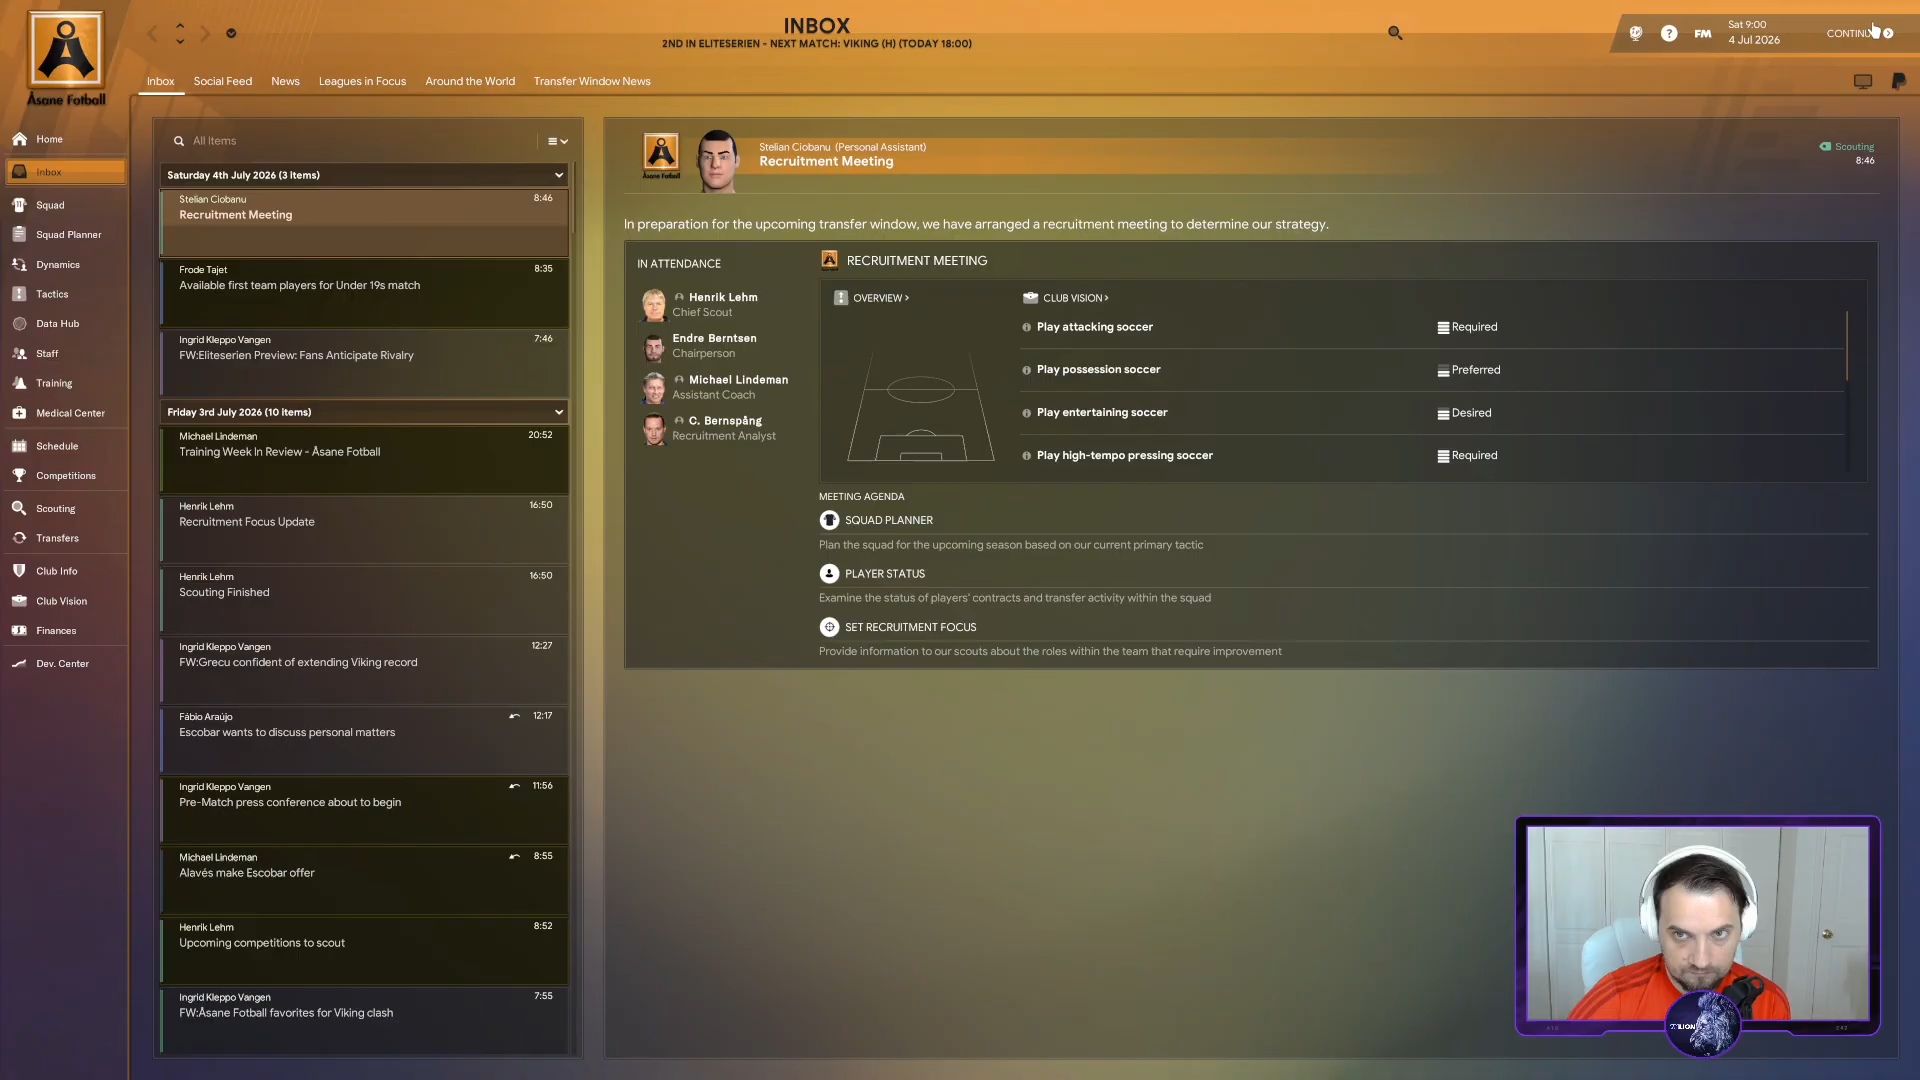 INBOX
2ND IN ELITESERIEN - NEXT MATCH: VIKING (H) (TODAY 18:00)
FM
Sat 9:00
4 Jul 2026
CONTINU
Åsane Fotball
Inbox
Social Feed
News
Leagues in Focus
Around the World
Transfer Window News
Home
Inbox
Squad
Squad Planner
Dynamics
Tactics
Data Hub
Staff
Training
Medical Center
Schedule
Competitions
Scouting
Transfers
Club Info
Club Vision
Finances
Dev. Center
All Items
Saturday 4th July 2026 (3 items)
Stelian Ciobanu 8:46
Recruitment Meeting
Frode Tajet 8:35
Available first team players for Under 19s match
Ingrid Kleppo Vangen 7:46
FW:Eliteserien Preview: Fans Anticipate Rivalry
Friday 3rd July 2026 (10 items)
Michael Lindeman 20:52
Training Week In Review - Åsane Fotball
Henrik Lehm 16:50
Recruitment Focus Update
Henrik Lehm 16:50
Scouting Finished
Ingrid Kleppo Vangen 12:27
FW:Grecu confident of extending Viking record
Fábio Araújo 12:17
Escobar wants to discuss personal matters
Ingrid Kleppo Vangen 11:56
Pre-Match press conference about to begin
Michael Lindeman 8:55
Alavés make Escobar offer
Henrik Lehm 8:52
Upcoming competitions to scout
Ingrid Kleppo Vangen 7:55
FW:Åsane Fotball favorites for Viking clash
Åsane Fotball
Stelian Ciobanu (Personal Assistant)
Recruitment Meeting
Scouting
8:46
In preparation for the upcoming transfer window, we have arranged a recruitment meeting to determine our strategy.
IN ATTENDANCE
Henrik Lehm
Chief Scout
Endre Berntsen
Chairperson
Michael Lindeman
Assistant Coach
C. Bernspång
Recruitment Analyst
RECRUITMENT MEETING
OVERVIEW >
CLUB VISION >
Play attacking soccer Required
Play possession soccer Preferred
Play entertaining soccer Desired
Play high-tempo pressing soccer Required
MEETING AGENDA
SQUAD PLANNER
Plan the squad for the upcoming season based on our current primary tactic
PLAYER STATUS
Examine the status of players' contracts and transfer activity within the squad
SET RECRUITMENT FOCUS
Provide information to our scouts about the roles within the team that require improvement